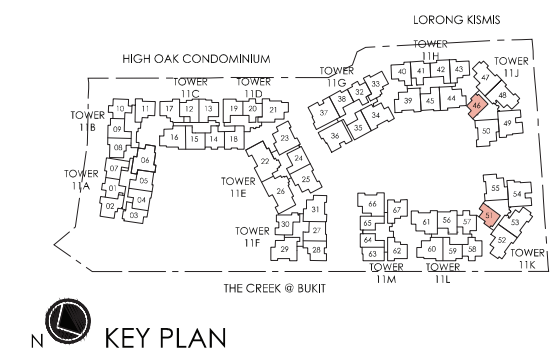 LORONG KISMIS
HIGH OAK CONDOMINIUM
TOWER 11H
TOWER 11J
TOWER 11G
TOWER 11C
TOWER 11D
TOWER 11B
TOWER 11A
TOWER 11E
TOWER 11F
TOWER 11M
TOWER 11L
TOWER 11K
40 41 42 43
39 45 44
47 48 46 50 49
37 38 32 33
36 35 34
10 11 09 08
17 12 13 19 20 21
16 15 14 18
07 06 01 05 02 04 03
23 22 24 25 26
30 31 27 29 28
66 67 65 64 63 62
61 56 57
60 59 58
55 54 51 53 52
THE CREEK @ BUKIT
N
KEY PLAN